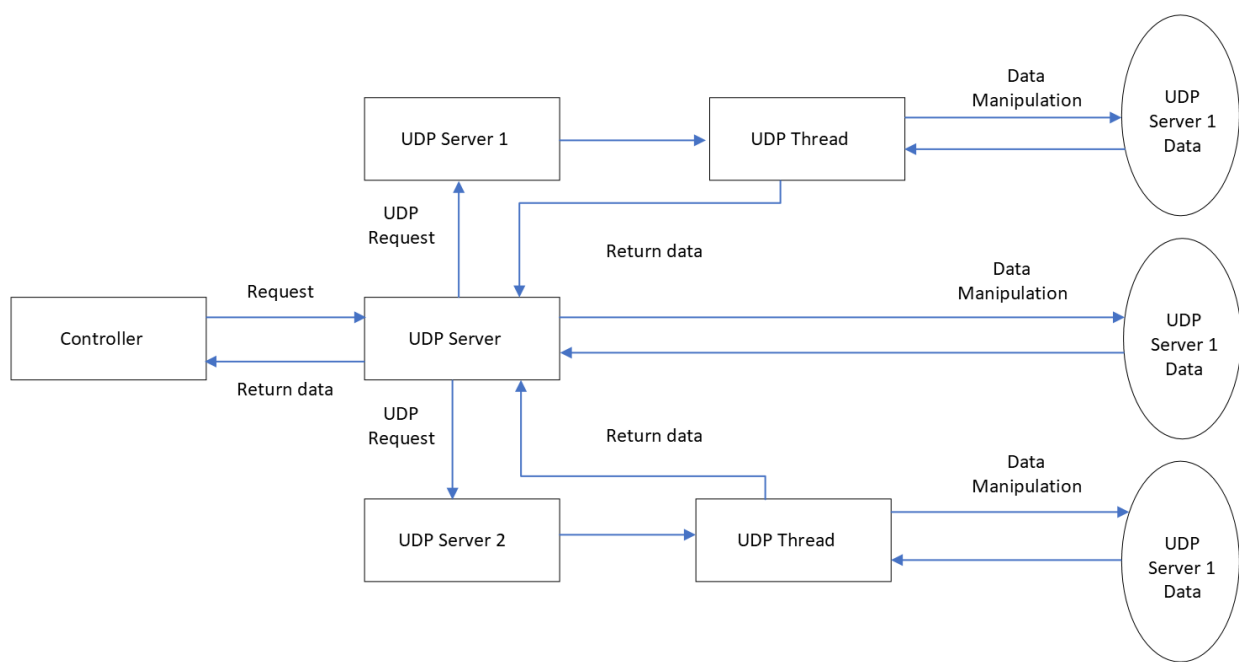 Data
Manipulation
UDP
Server 1
Data
UDP Server 1
UDP Thread
UDP
Request
Return data
Data
Manipulation
Request
Controller
UDP Server
UDP
Server 1
Data
Return data
UDP
Request
Return data
Data
Manipulation
UDP Server 2
UDP Thread
UDP
Server 1
Data